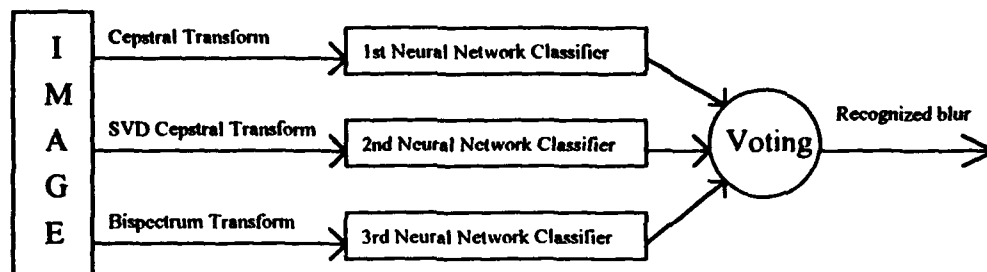 I
M
A
G
E
Cepstral Transform
1st Neural Network Classifier
SVD Cepstral Transform
2nd Neural Network Classifier
Bispectrum Transform
3rd Neural Network Classifier
Voting
Recognized blur